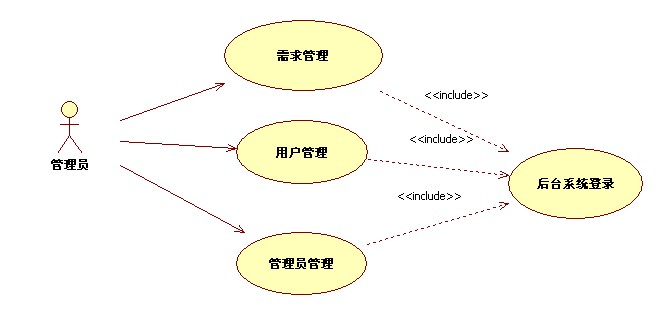 需求管理
<<include>>
管理员
用户管理
<<include>>
后台系统登录
<<include>>
管理员管理